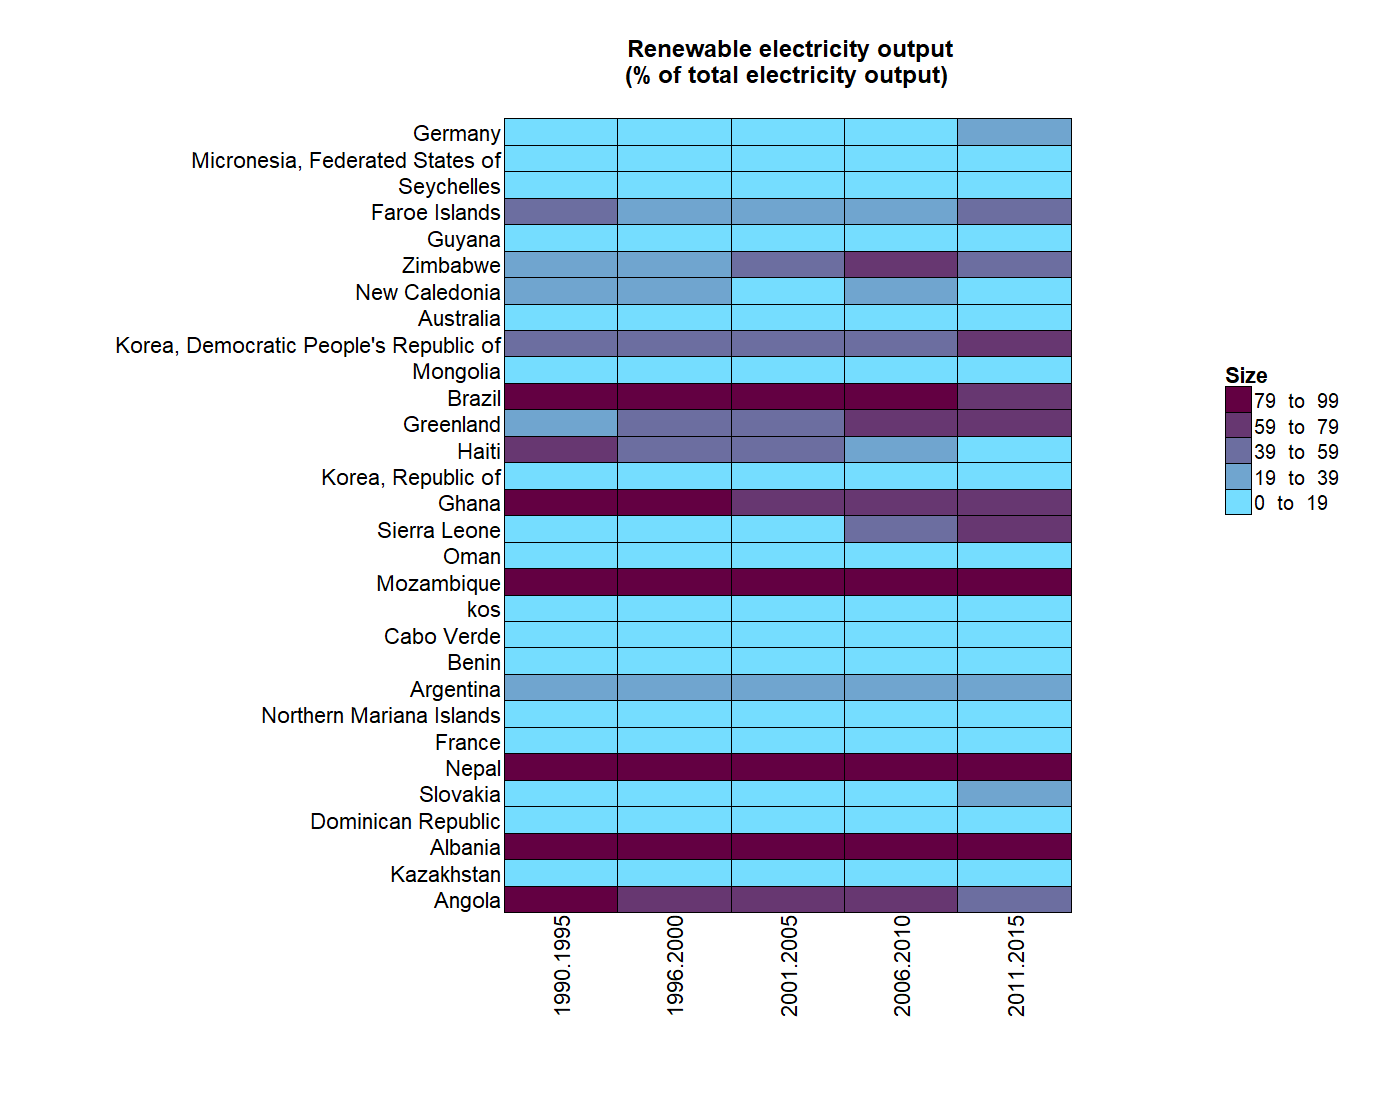 Renewable electricity output
(% of total electricity output)
Germany
Micronesia, Federated States of
Seychelles
Faroe Islands
Guyana
Zimbabwe
New Caledonia
Australia
Korea, Democratic People's Republic of
Mongolia
Brazil
Greenland
Haiti
Korea, Republic of
Ghana
Sierra Leone
Oman
Mozambique
kos
Cabo Verde
Benin
Argentina
Northern Mariana Islands
France
Nepal
Slovakia
Dominican Republic
Albania
Kazakhstan
Angola
1990.1995
1996.2000
2001.2005
2006.2010
2011.2015
Size
79 to 99
59 to 79
39 to 59
19 to 39
0 to 19